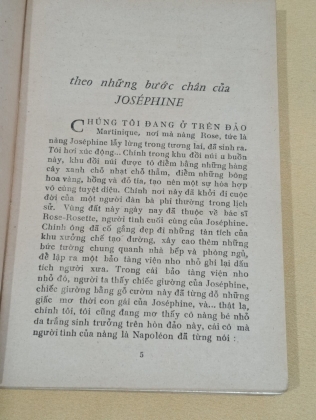 theo những bước chân của
JOSÉPHINE
CHÚNG TÔI ĐANG Ở TRÊN ĐẢO
Martinique, nơi mà nàng Rose, tức là
nàng Joséphine lẫy lừng trong tương lai, đã sinh ra.
Tôi hơi xúc động... Chính trong khu đồi núi u buồn
này, khu đồi núi được tô điểm bằng những hàng
cây xanh chỗ nhạt chỗ thẫm, điểm những bông
hoa vàng, hồng và đỏ tía, tạo nên một sự hòa hợp
vô cùng tuyệt diệu. Chính nơi này đã khởi đi cuộc
đời của một người đàn bà phi thường trong lịch
sử. Vùng đất này ngày nay đã thuộc về bác sĩ
Rose-Rosette, người tình cuối cùng của Joséphine.
Chính ông đã cố gắng dẹp đi những tàn tích của
khu xưởng chế tạo đường, xây cao thêm những
bức tường chung quanh nhà bếp và phòng ngủ,
để lập ra một bảo tàng viện nho nhỏ ghi lại dấu
tích người xưa. Trong cái bảo tàng viện nho
nhỏ đó, người ta thấy chiếc giường của Joséphine,
chiếc giường bằng gỗ cườm này đã từng dỗ những
giấc mơ thời con gái của Joséphine, và... thật lạ,
chính tôi, tôi cũng đang mơ thấy cô nàng bé nhỏ
da trắng sinh trưởng trên hòn đảo này, cái cô mà
người tình của nàng là Napoléon đã từng nói :
5